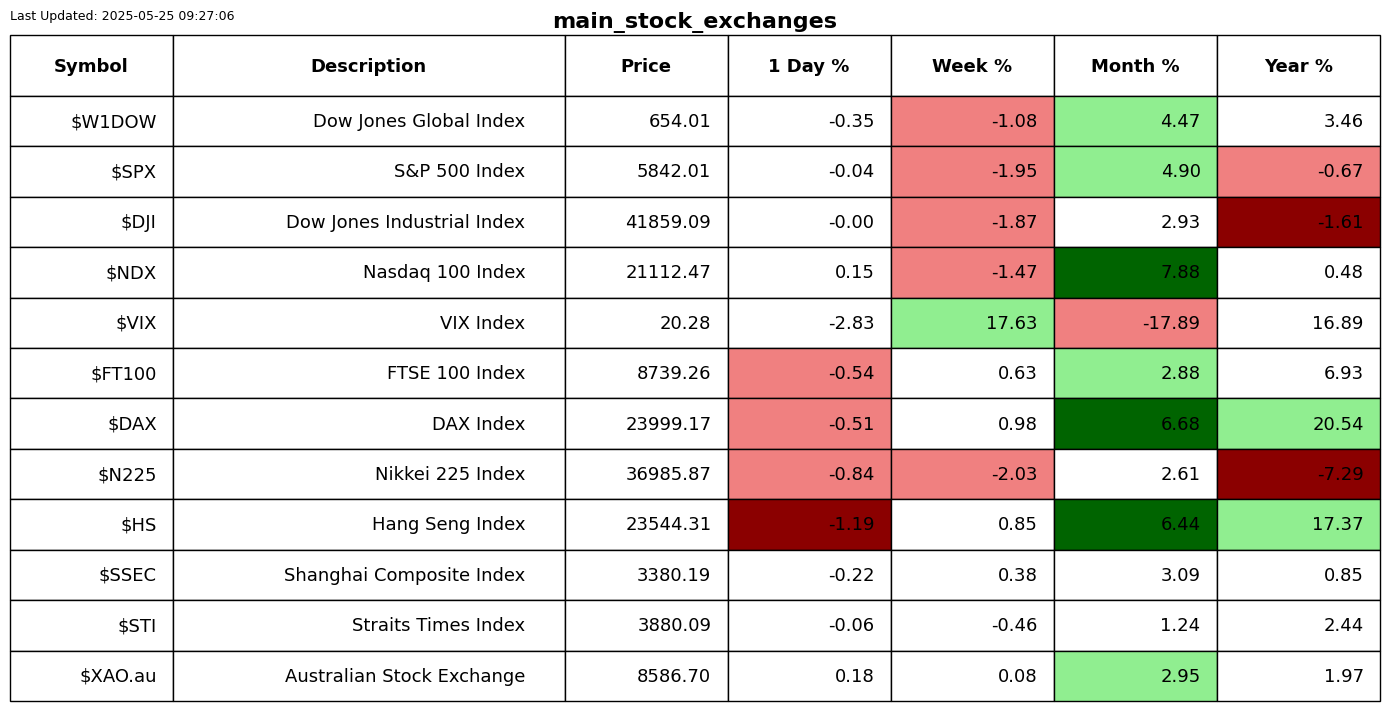 Last Updated: 2025-05-25 09:27:06
main_stock_exchanges
Symbol Description Price 1 Day % Week % Month % Year %
$W1DOW Dow Jones Global Index 654.01 -0.35 -1.08 4.47 3.46
$SPX S&P 500 Index 5842.01 -0.04 -1.95 4.90 -0.67
$DJI Dow Jones Industrial Index 41859.09 -0.00 -1.87 2.93 -1.61
$NDX Nasdaq 100 Index 21112.47 0.15 -1.47 7.88 0.48
$VIX VIX Index 20.28 -2.83 17.63 -17.89 16.89
$FT100 FTSE 100 Index 8739.26 -0.54 0.63 2.88 6.93
$DAX DAX Index 23999.17 -0.51 0.98 6.68 20.54
$N225 Nikkei 225 Index 36985.87 -0.84 -2.03 2.61 -7.29
$HS Hang Seng Index 23544.31 -1.19 0.85 6.44 17.37
$SSEC Shanghai Composite Index 3380.19 -0.22 0.38 3.09 0.85
$STI Straits Times Index 3880.09 -0.06 -0.46 1.24 2.44
$XAO.au Australian Stock Exchange 8586.70 0.18 0.08 2.95 1.97